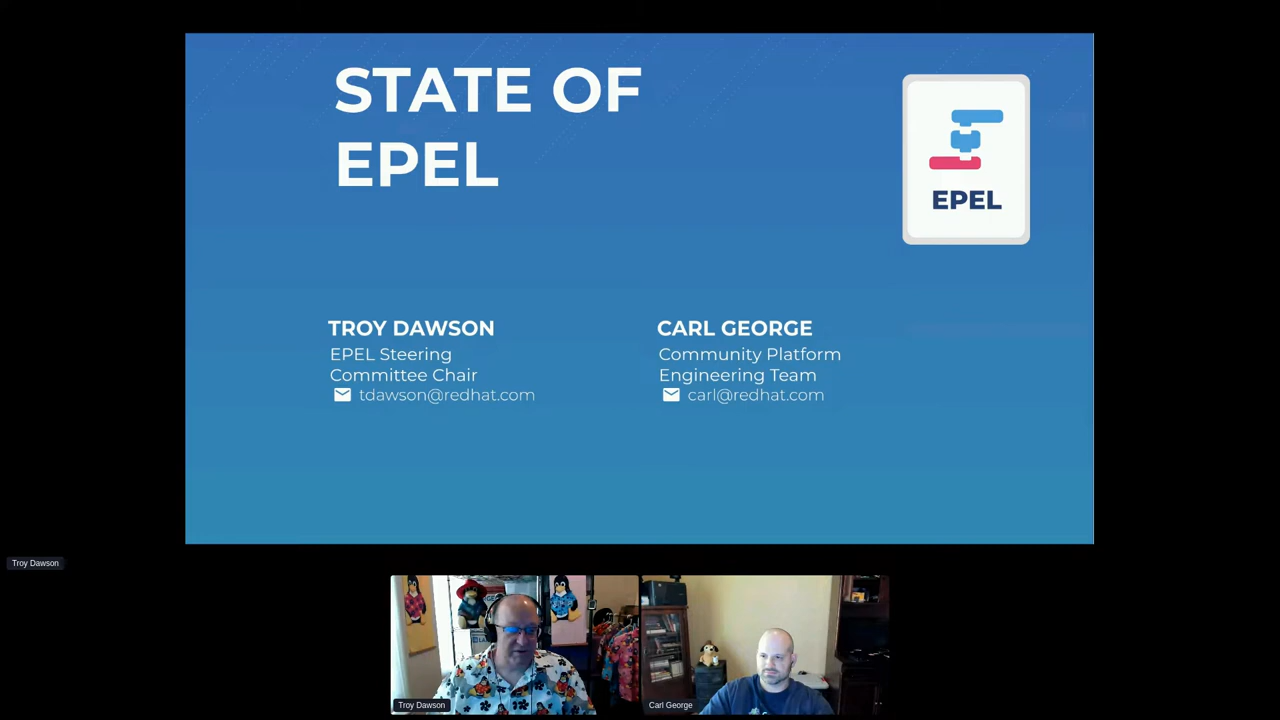 STATE OF
EPEL
EPEL
TROY DAWSON
EPEL Steering
Committee Chair
tdawson@redhat.com
CARL GEORGE
Community Platform
Engineering Team
carl@redhat.com
Troy Dawson
Troy Dawson
Carl George